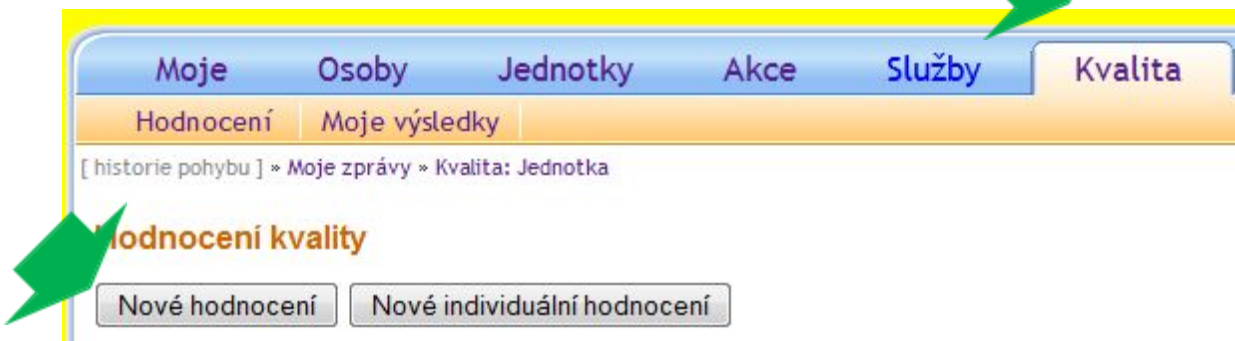 Moje Osoby Jednotky Akce Služby Kvalita
Hodnocení Moje výsledky
[ historie pohybu ] » Moje zprávy » Kvalita: Jednotka
Hodnocení kvality
Nové hodnocení Nové individuální hodnocení